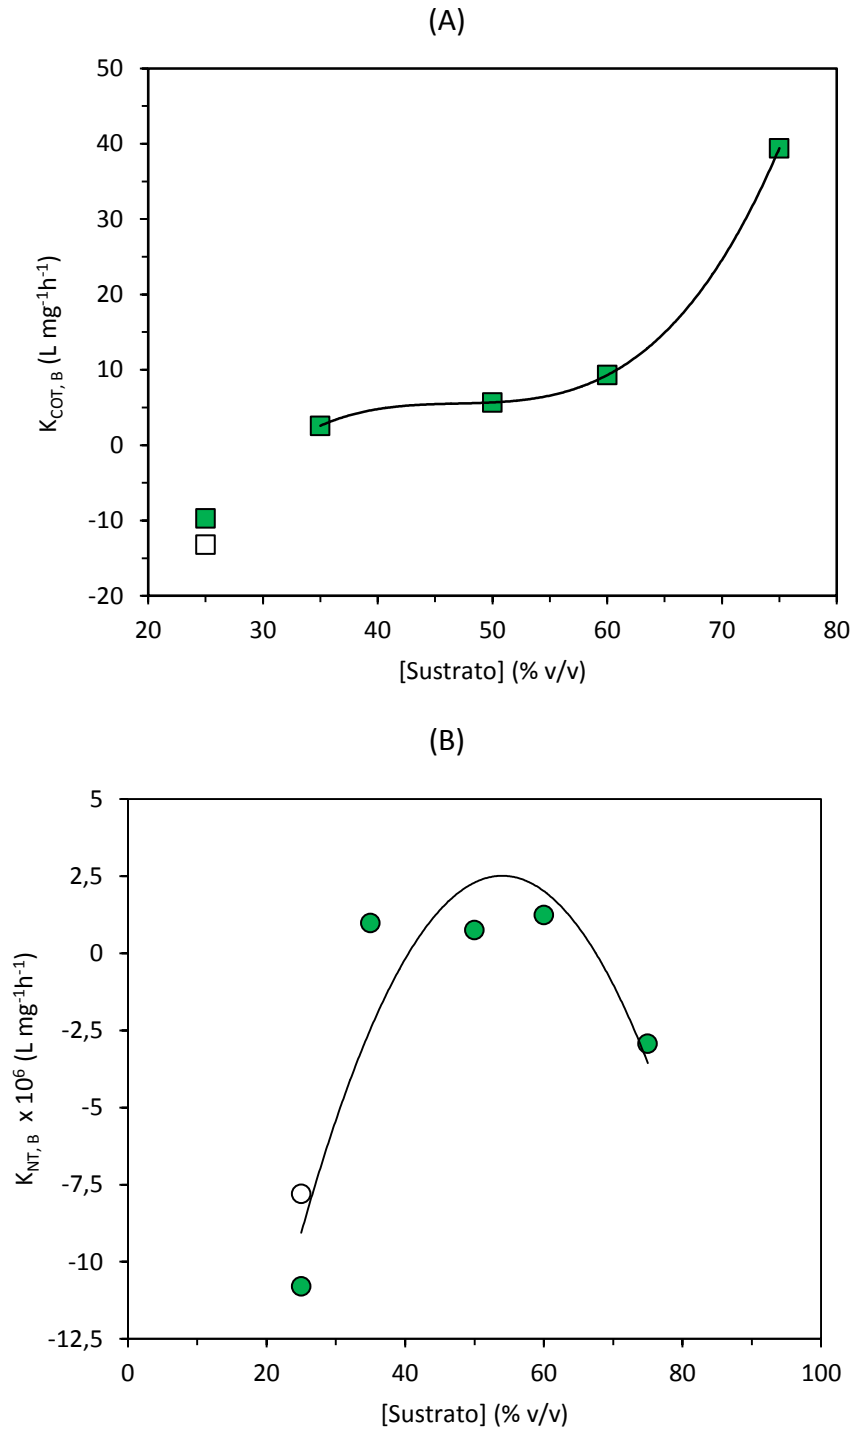 (A)
50
40
30
20
10
0
-10
-20
20 30 40 50 60 70 80
K_COT, B (L mg⁻¹h⁻¹)
[Sustrato] (% v/v)
(B)
5
2,5
0
-2,5
-5
-7,5
-10
-12,5
0 20 40 60 80 100
K_NT, B x 10⁶ (L mg⁻¹h⁻¹)
[Sustrato] (% v/v)